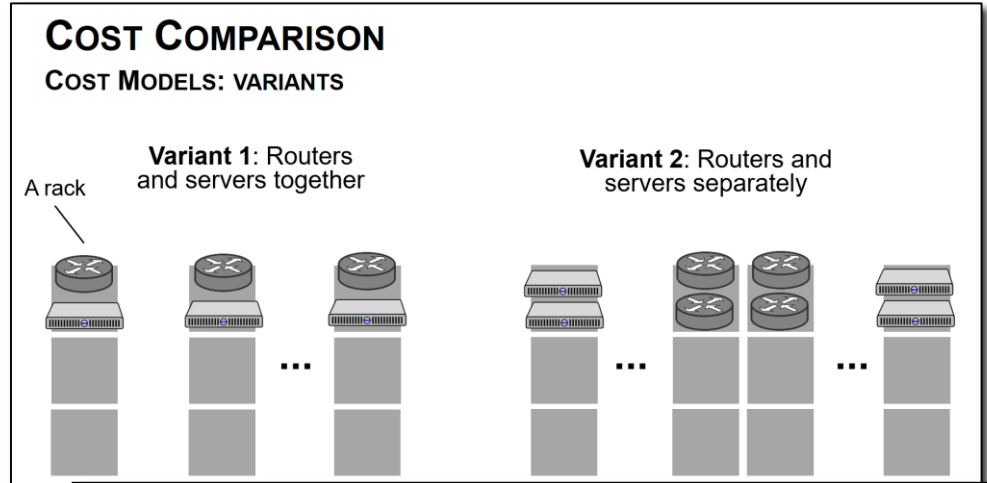 COST COMPARISON
COST MODELS: VARIANTS
Variant 1: Routers
and servers together
Variant 2: Routers and
servers separately
A rack
...
...
...